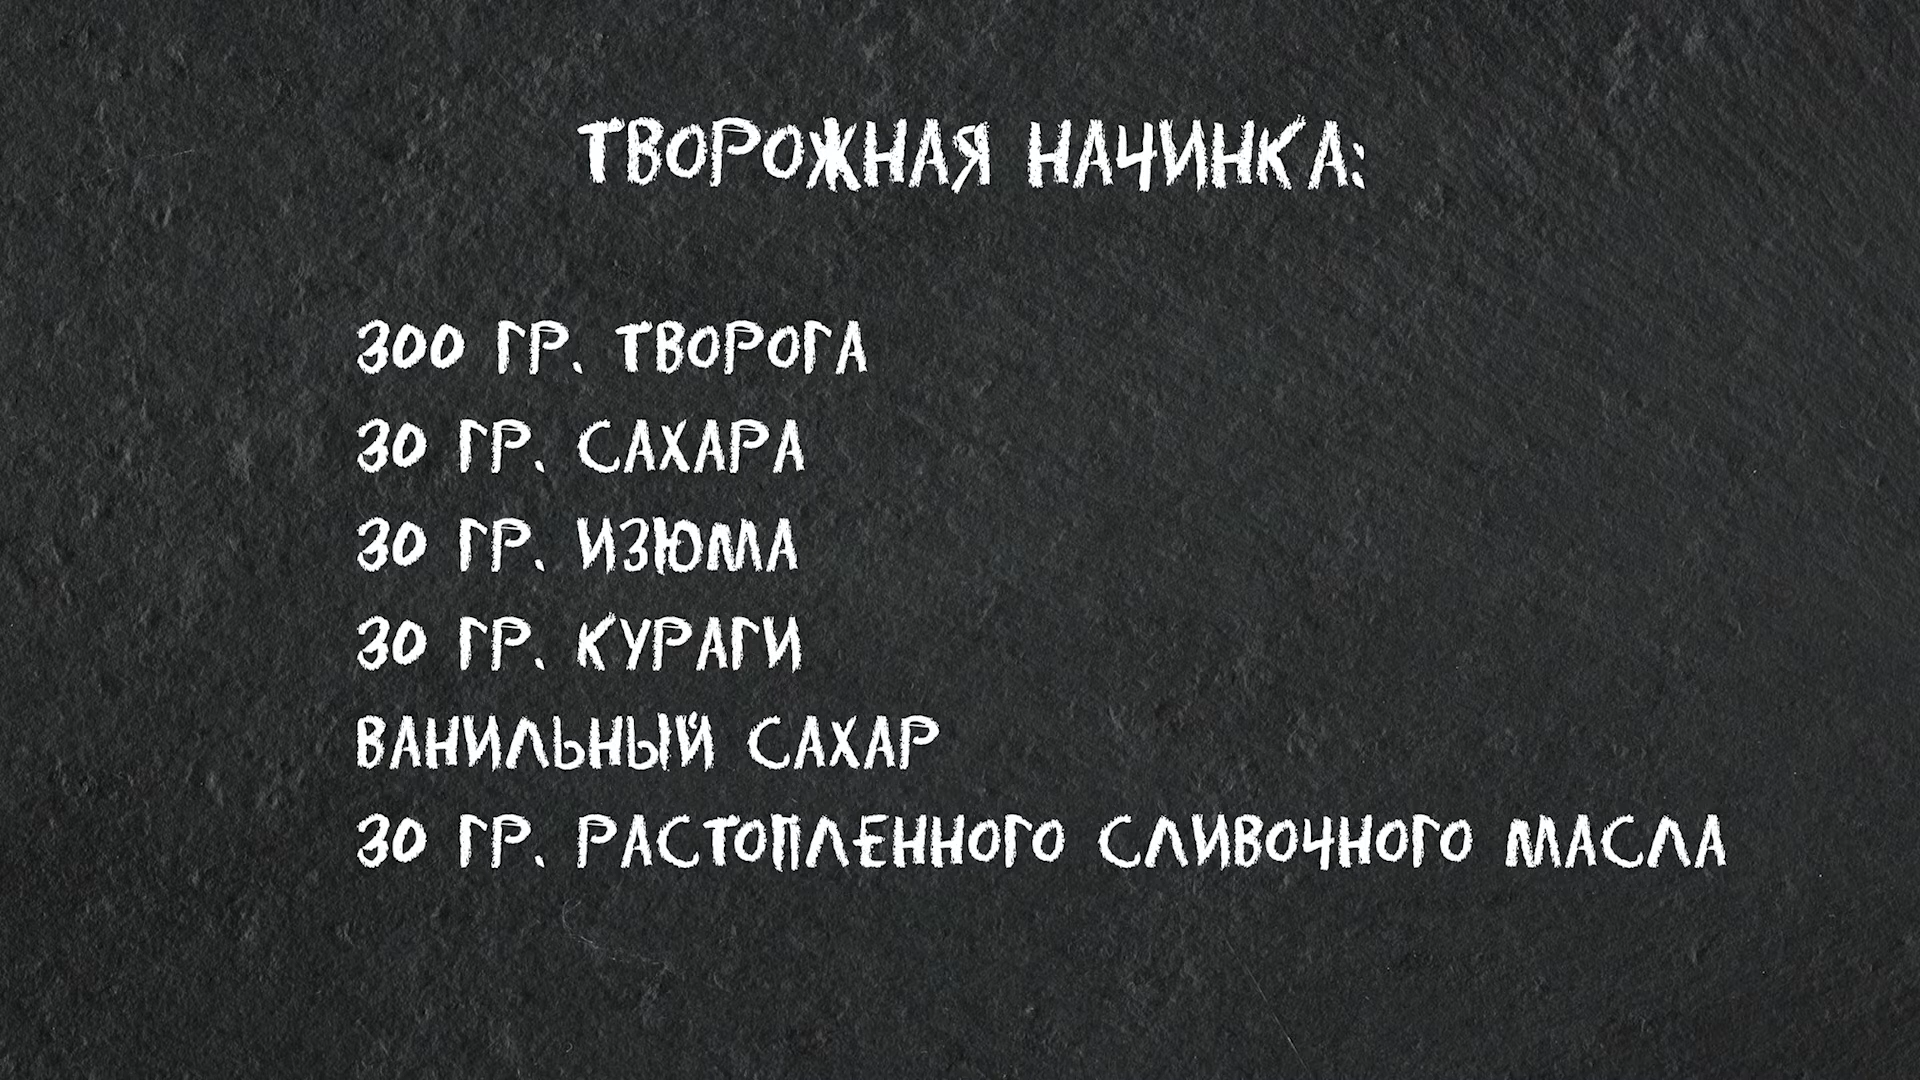 ТВОРОЖНАЯ НАЧИНКА:
300 ГР. ТВОРОГА
30 ГР. САХАРА
30 ГР. ИЗЮМА
30 ГР. КУРАГИ
ВАНИЛЬНЫЙ САХАР
30 ГР. РАСТОПЛЕННОГО СЛИВОЧНОГО МАСЛА